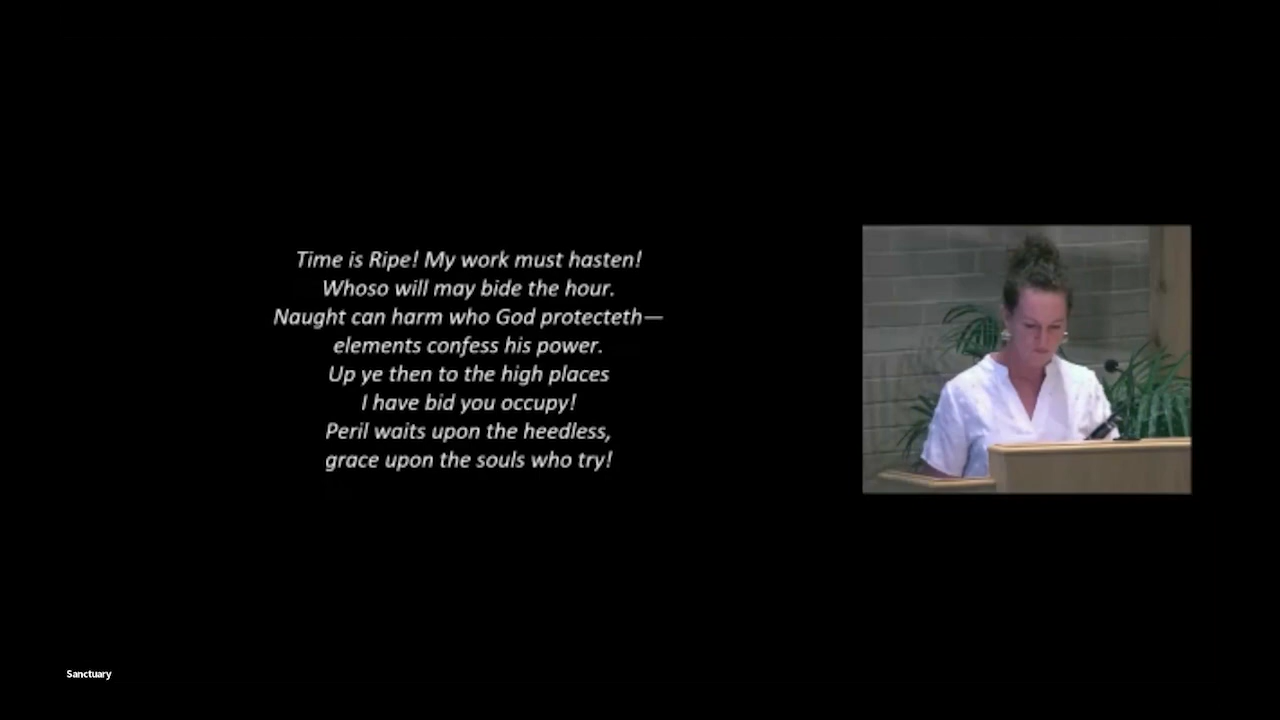 Time is Ripe! My work must hasten!
Whoso will may bide the hour.
Naught can harm who God protecteth—
elements confess his power.
Up ye then to the high places
I have bid you occupy!
Peril waits upon the heedless,
grace upon the souls who try!
Sanctuary